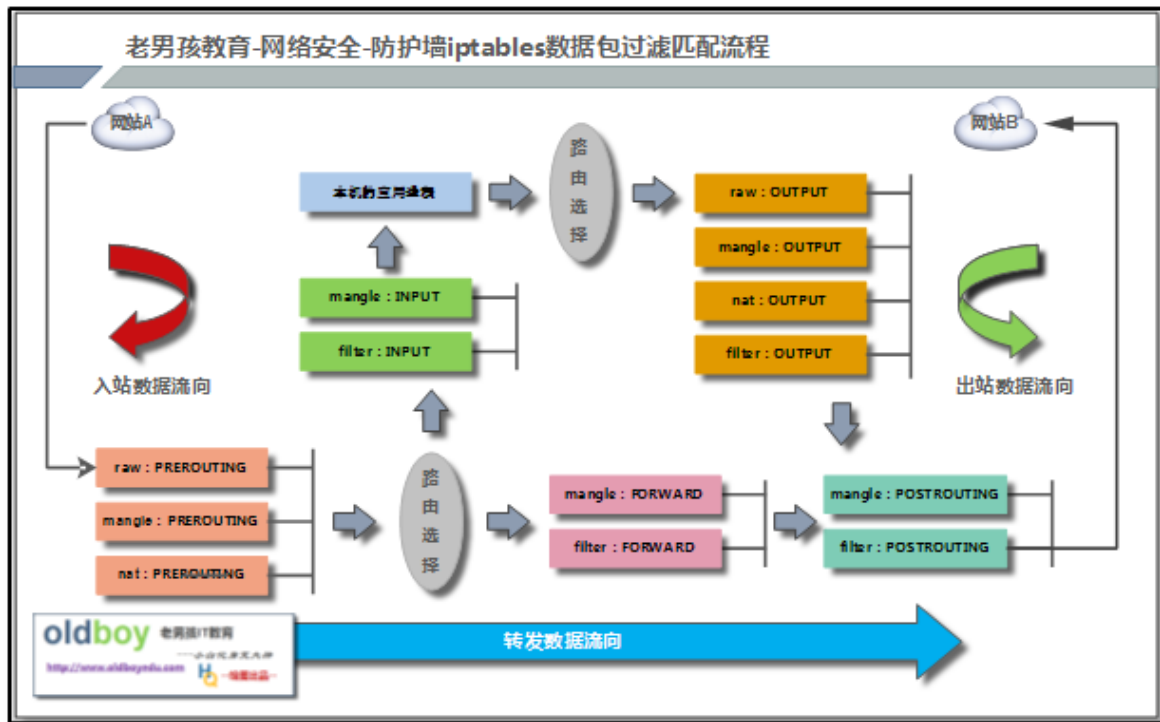 老男孩教育-网络安全-防护墙iptables数据包过滤匹配流程
网站A
网站B
本机的应用进程
路由选择
raw : OUTPUT
mangle : OUTPUT
nat : OUTPUT
filter : OUTPUT
mangle : INPUT
filter : INPUT
入站数据流向
出站数据流向
raw : PREROUTING
mangle : PREROUTING
nat : PREROUTING
路由选择
mangle : FORWARD
filter : FORWARD
mangle : POSTROUTING
filter : POSTROUTING
oldboy 老男孩IT教育
http://www.oldboyedu.com
HQ
转发数据流向